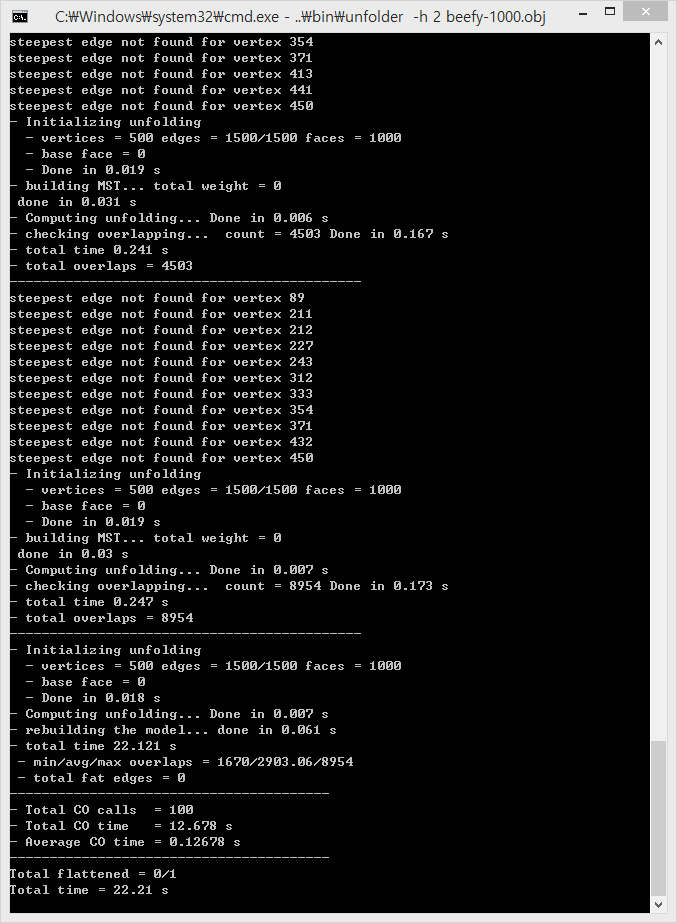 C:₩Windows₩system32₩cmd.exe - ..₩bin₩unfolder  -h 2 beefy-1000.obj
steepest edge not found for vertex 354
steepest edge not found for vertex 371
steepest edge not found for vertex 413
steepest edge not found for vertex 441
steepest edge not found for vertex 450
- Initializing unfolding
  - vertices = 500 edges = 1500/1500 faces = 1000
  - base face = 0
  - Done in 0.019 s
- building MST... total weight = 0
 done in 0.031 s
- Computing unfolding... Done in 0.006 s
- checking overlapping...  count = 4503 Done in 0.167 s
- total time 0.241 s
- total overlaps = 4503
--------------------------------------------
steepest edge not found for vertex 89
steepest edge not found for vertex 211
steepest edge not found for vertex 212
steepest edge not found for vertex 227
steepest edge not found for vertex 243
steepest edge not found for vertex 312
steepest edge not found for vertex 333
steepest edge not found for vertex 354
steepest edge not found for vertex 371
steepest edge not found for vertex 432
steepest edge not found for vertex 450
- Initializing unfolding
  - vertices = 500 edges = 1500/1500 faces = 1000
  - base face = 0
  - Done in 0.019 s
- building MST... total weight = 0
 done in 0.03 s
- Computing unfolding... Done in 0.007 s
- checking overlapping...  count = 8954 Done in 0.173 s
- total time 0.247 s
- total overlaps = 8954
--------------------------------------------
- Initializing unfolding
  - vertices = 500 edges = 1500/1500 faces = 1000
  - base face = 0
  - Done in 0.018 s
- Computing unfolding... Done in 0.007 s
- rebuilding the model... done in 0.061 s
- total time 22.121 s
 - min/avg/max overlaps = 1670/2903.06/8954
 - total fat edges = 0
----------------------------------------
- Total CO calls  = 100
- Total CO time   = 12.678 s
- Average CO time = 0.12678 s
----------------------------------------
Total flattened = 0/1
Total time = 22.21 s